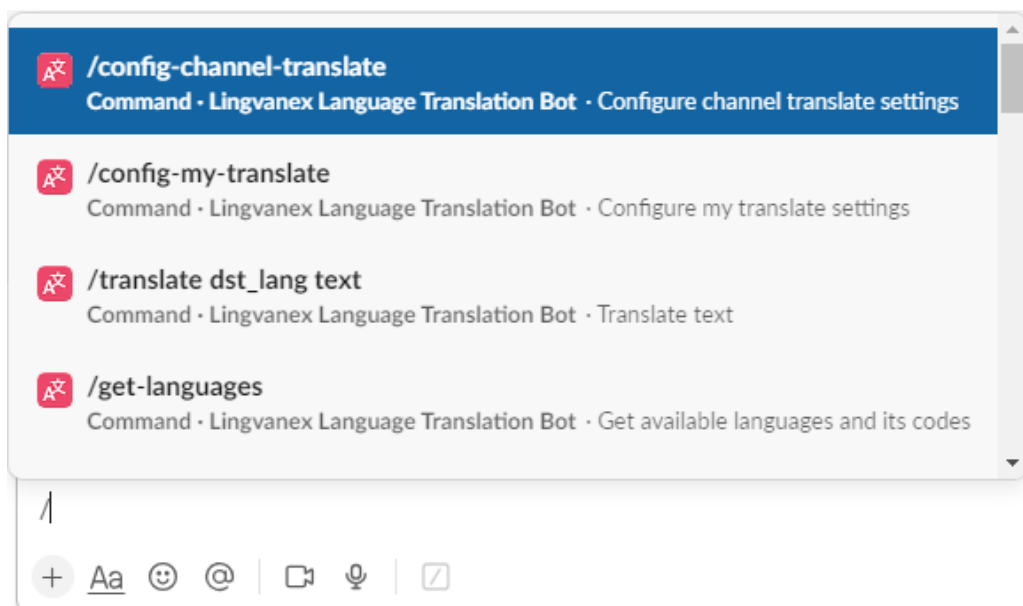 /config-channel-translate
Command · Lingvanex Language Translation Bot · Configure channel translate settings
/config-my-translate
Command · Lingvanex Language Translation Bot · Configure my translate settings
/translate dst_lang text
Command · Lingvanex Language Translation Bot · Translate text
/get-languages
Command · Lingvanex Language Translation Bot · Get available languages and its codes
/
Aa